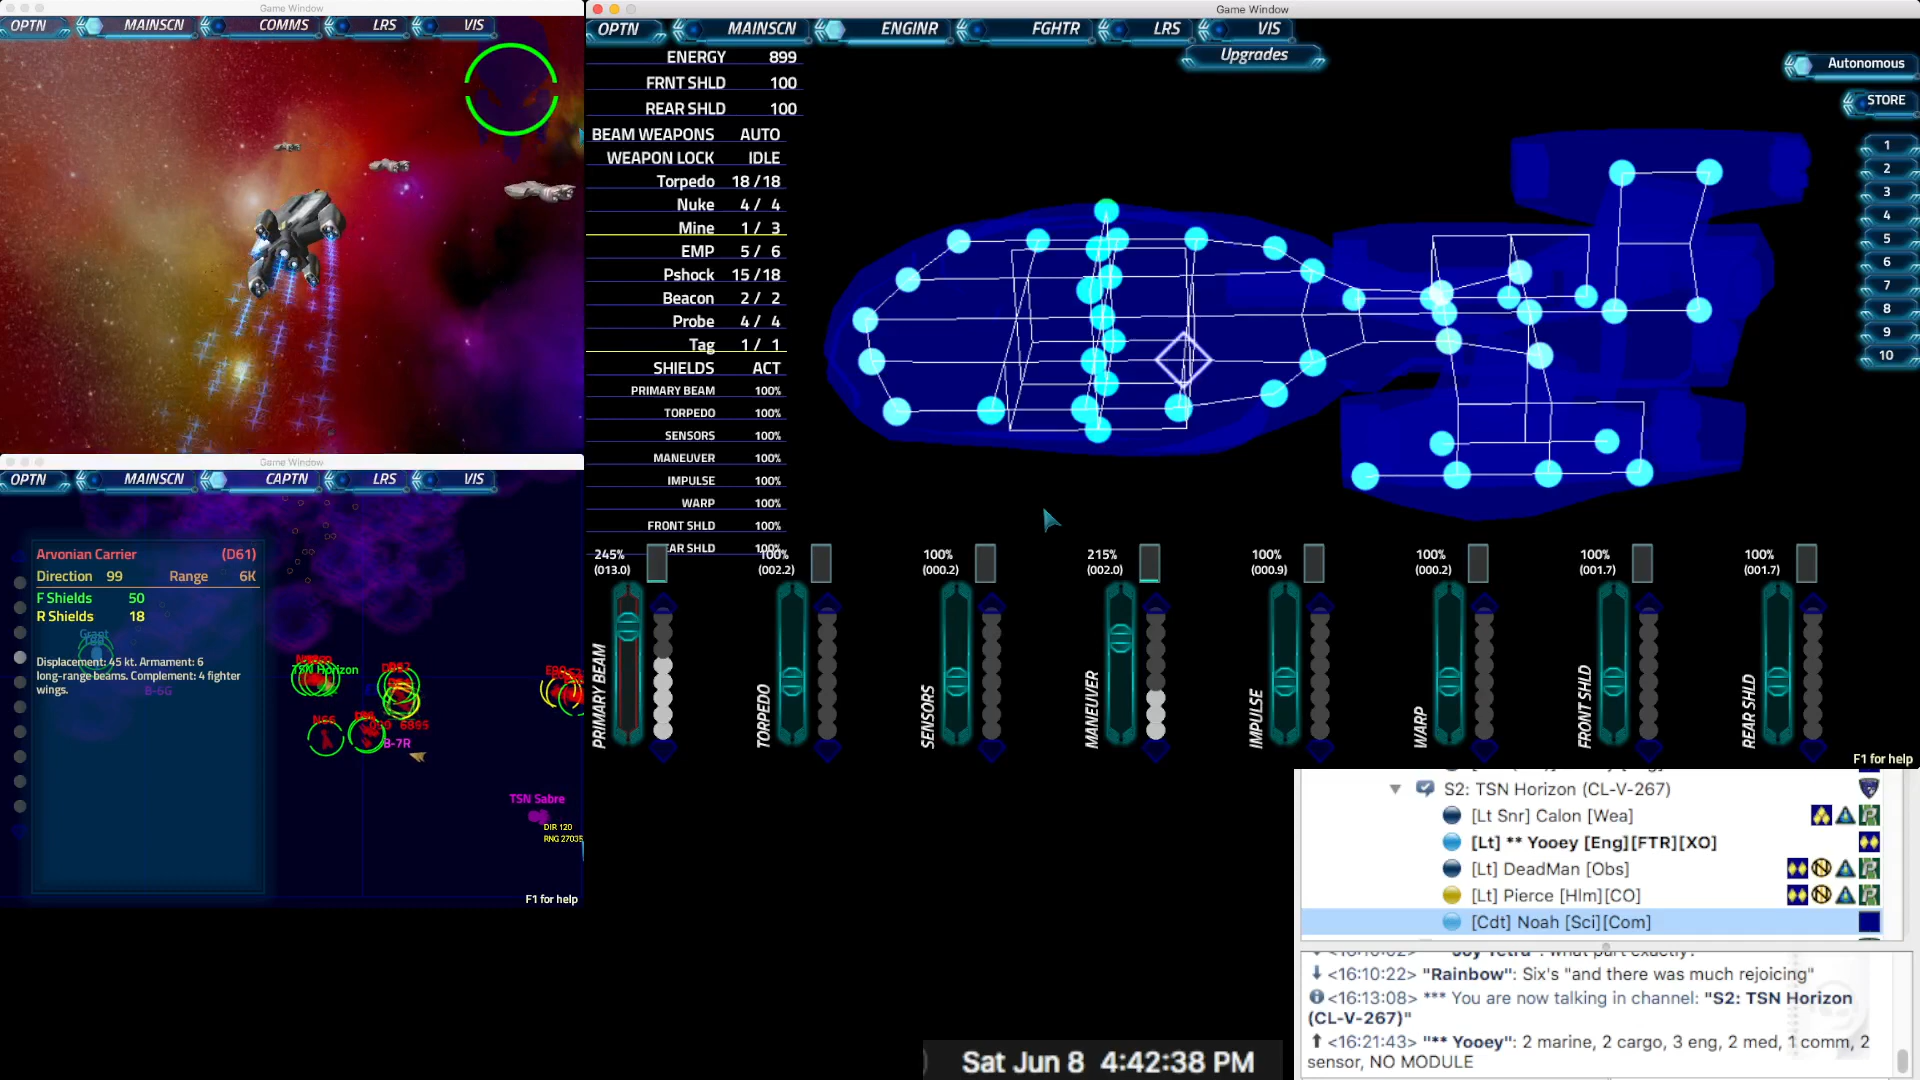 Game Window
OPTN MAINSCN COMMS LRS VIS
Game Window
OPTN MAINSCN ENGINR FGHTR LRS VIS
Upgrades
Autonomous
STORE
1
2
3
4
5
6
7
8
9
10
ENERGY 899
FRNT SHLD 100
REAR SHLD 100
BEAM WEAPONS AUTO
WEAPON LOCK IDLE
Torpedo 18 / 18
Nuke 4 / 4
Mine 1 / 3
EMP 5 / 6
Pshock 15 / 18
Beacon 2 / 2
Probe 4 / 4
Tag 1 / 1
SHIELDS ACT
PRIMARY BEAM 100%
TORPEDO 100%
SENSORS 100%
MANEUVER 100%
IMPULSE 100%
WARP 100%
FRONT SHLD 100%
EAR SHLD 100%
245% 100% 100% 215% 100% 100% 100% 100%
(013.0) (002.2) (000.2) (002.0) (000.9) (000.2) (001.7) (001.7)
PRIMARY BEAM TORPEDO SENSORS MANEUVER IMPULSE WARP FRONT SHLD REAR SHLD
F1 for help
Game Window
OPTN MAINSCN CAPTN LRS VIS
Arvonian Carrier (D61)
Direction 99 Range 6K
F Shields 50
R Shields 18
Displacement: 45 kt. Armament: 6
long-range beams. Complement: 4 fighter
wings.
B-6G
TSN Horizon
N66
6895
B-7R
TSN Sabre
DIR 120
RNG 27035
F1 for help
S2: TSN Horizon (CL-V-267)
[Lt Snr] Calon [Wea]
[Lt] ** Yooey [Eng][FTR][XO]
[Lt] DeadMan [Obs]
[Lt] Pierce [Hlm][CO]
[Cdt] Noah [Sci][Com]
<16:10:22> "Rainbow": Six's "and there was much rejoicing"
<16:13:08> *** You are now talking in channel: "S2: TSN Horizon
(CL-V-267)"
<16:21:43> "** Yooey": 2 marine, 2 cargo, 3 eng, 2 med, 1 comm, 2
sensor, NO MODULE
Sat Jun 8 4:42:38 PM